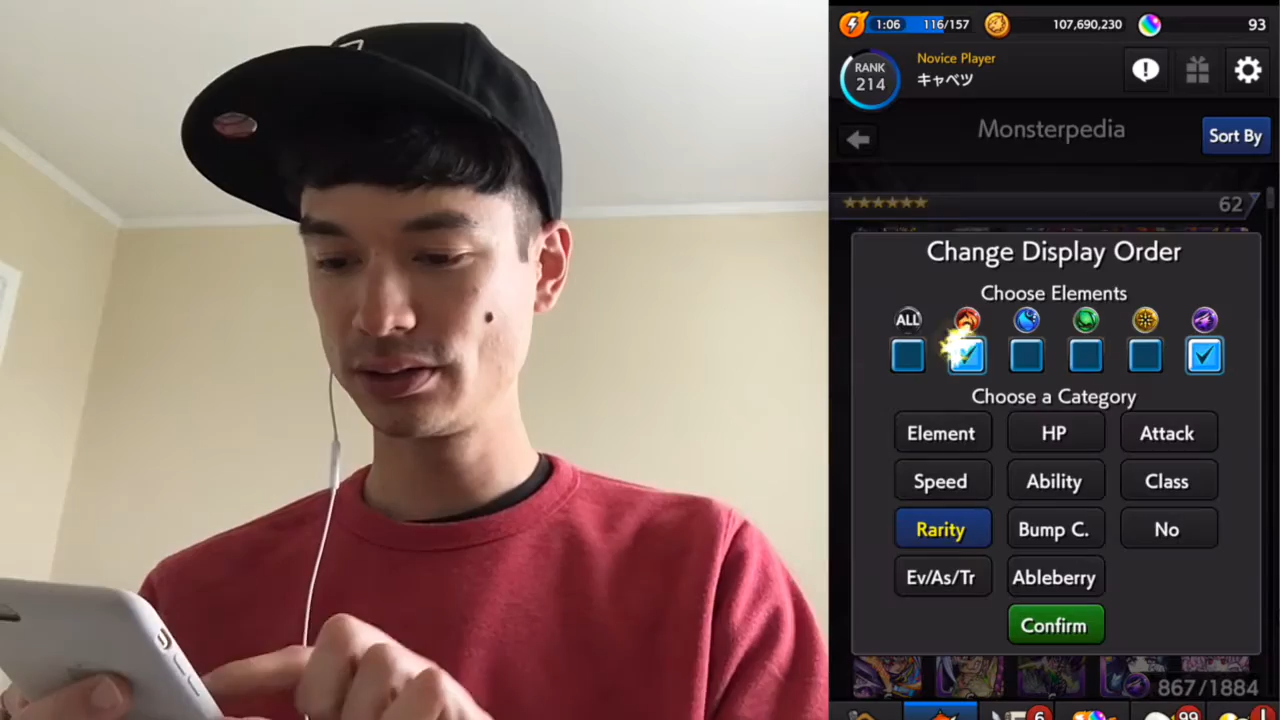 1:06 116/157 107,690,230 93
RANK
214
Novice Player
キャベツ
Monsterpedia
Sort By
62
Change Display Order
Choose Elements
ALL
Choose a Category
Element HP Attack
Speed Ability Class
Rarity Bump C. No
Ev/As/Tr Ableberry
Confirm
867/1884
6 99